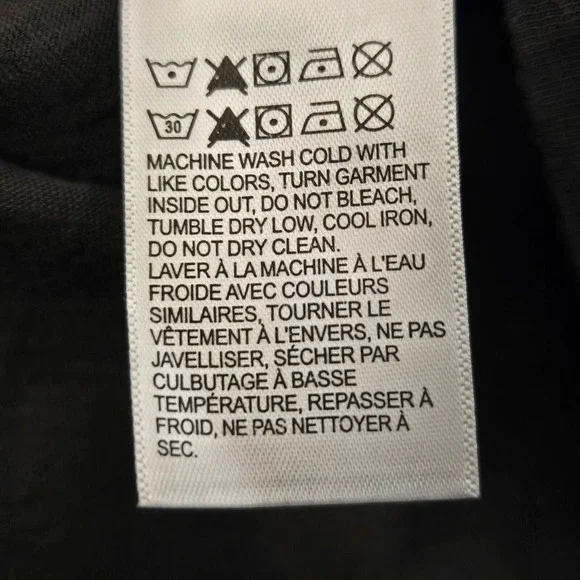 30
MACHINE WASH COLD WITH
LIKE COLORS, TURN GARMENT
INSIDE OUT, DO NOT BLEACH,
TUMBLE DRY LOW, COOL IRON,
DO NOT DRY CLEAN.
LAVER À LA MACHINE À L'EAU
FROIDE AVEC COULEURS
SIMILAIRES, TOURNER LE
VÊTEMENT À L'ENVERS, NE PAS
JAVELLISER, SÉCHER PAR
CULBUTAGE À BASSE
TEMPÉRATURE, REPASSER À
FROID, NE PAS NETTOYER À
SEC.